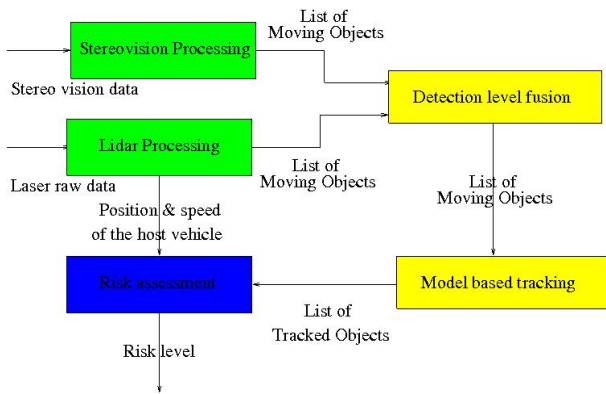 List of
Moving Objects
Stereovision Processing
Stereo vision data
Detection level fusion
Lidar Processing
Laser raw data
List of
Moving Objects
List of
Moving Objects
Position & speed
of the host vehicle
Risk assessment
Model based tracking
List of
Tracked Objects
Risk level